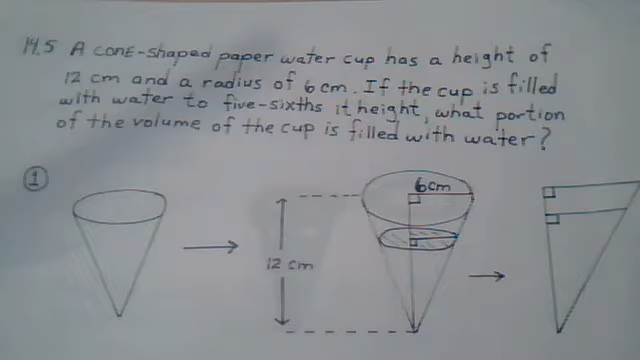 14.5 A cone-shaped paper water cup has a height of
12 cm and a radius of 6 cm. If the cup is filled
with water to five-sixths it height, what portion
of the volume of the cup is filled with water?
1
6cm
12 cm